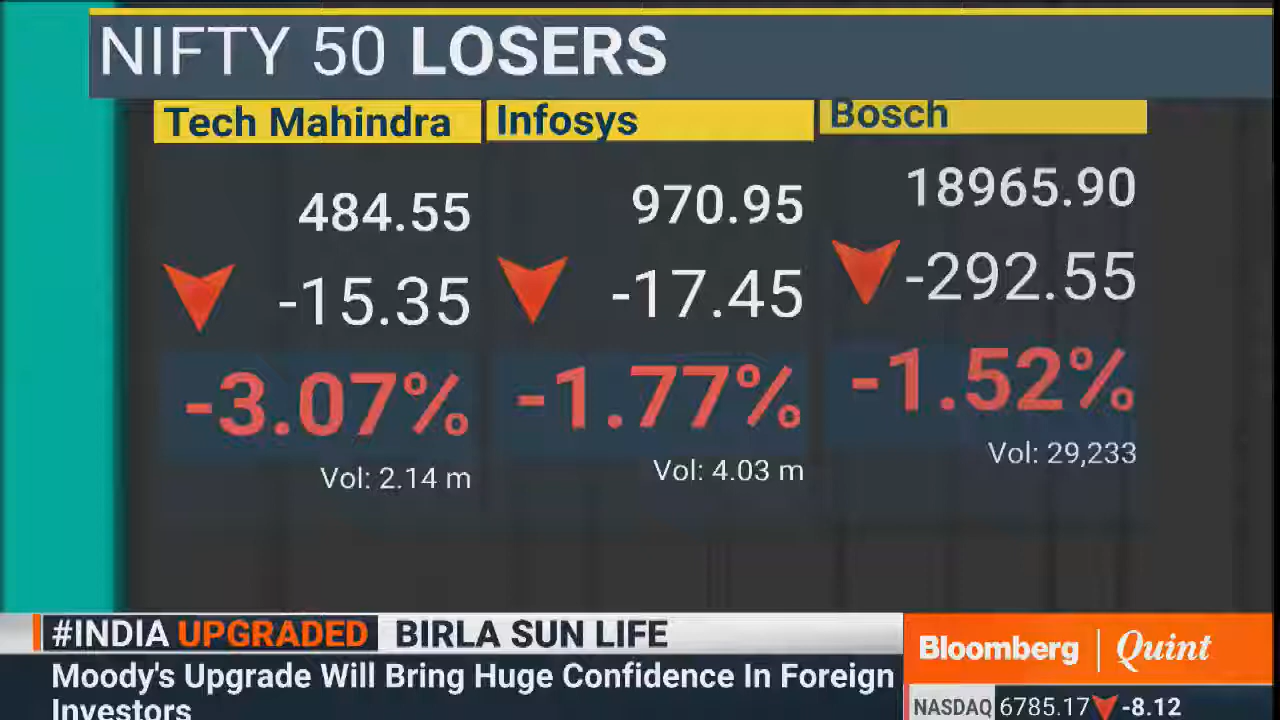 NIFTY 50 LOSERS
Tech Mahindra
484.55
-15.35
-3.07%
Vol: 2.14 m
Infosys
970.95
-17.45
-1.77%
Vol: 4.03 m
Bosch
18965.90
-292.55
-1.52%
Vol: 29,233
#INDIA UPGRADED BIRLA SUN LIFE
Moody's Upgrade Will Bring Huge Confidence In Foreign
Investors
Bloomberg | Quint
NASDAQ 6785.17 -8.12